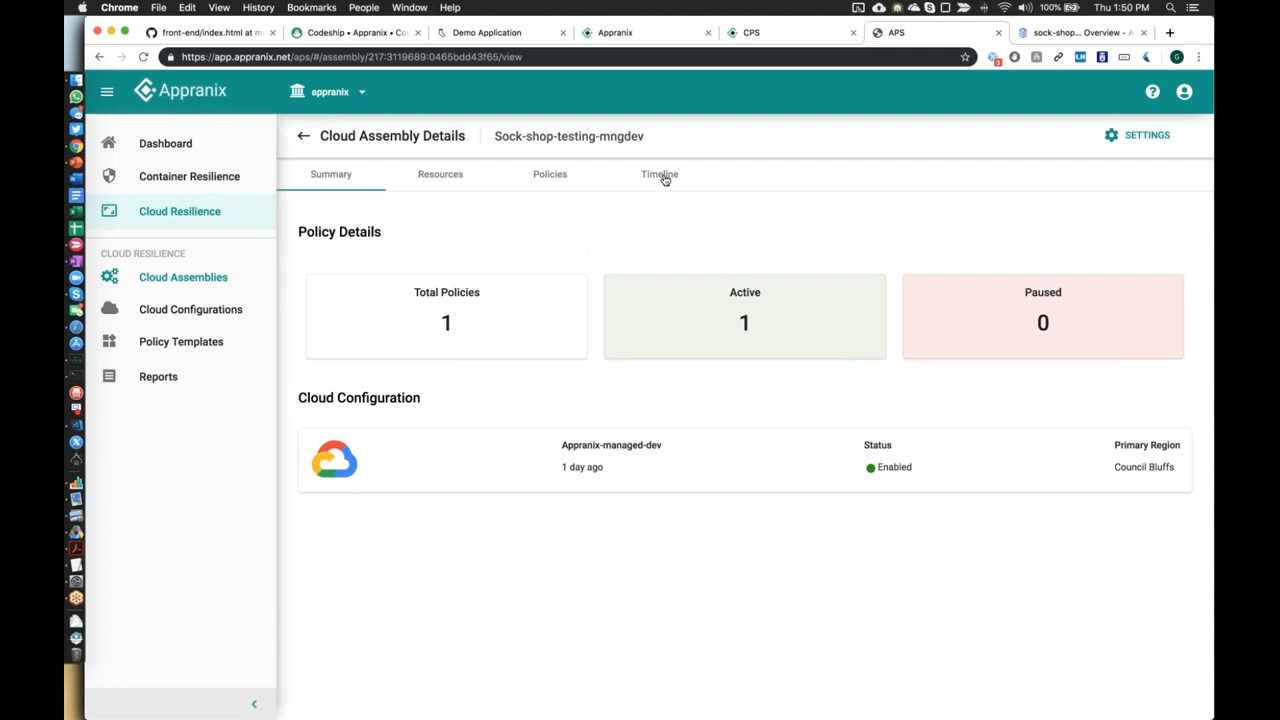 Chrome File Edit View History Bookmarks People Window Help
100% Thu 1:50 PM
front-end/index.html at m
Codeship • Appranix • Co
Demo Application
Appranix
CPS
APS
sock-shop... Overview - A
https://app.appranix.net/aps/#/assembly/217:3119689:0465bdd43f65/view
3
LH
G
Appranix
appranix
Dashboard
Container Resilience
Cloud Resilience
CLOUD RESILIENCE
Cloud Assemblies
Cloud Configurations
Policy Templates
Reports
Cloud Assembly Details
Sock-shop-testing-mngdev
SETTINGS
Summary
Resources
Policies
Timeline
Policy Details
Total Policies
1
Active
1
Paused
0
Cloud Configuration
Appranix-managed-dev
1 day ago
Status
Enabled
Primary Region
Council Bluffs